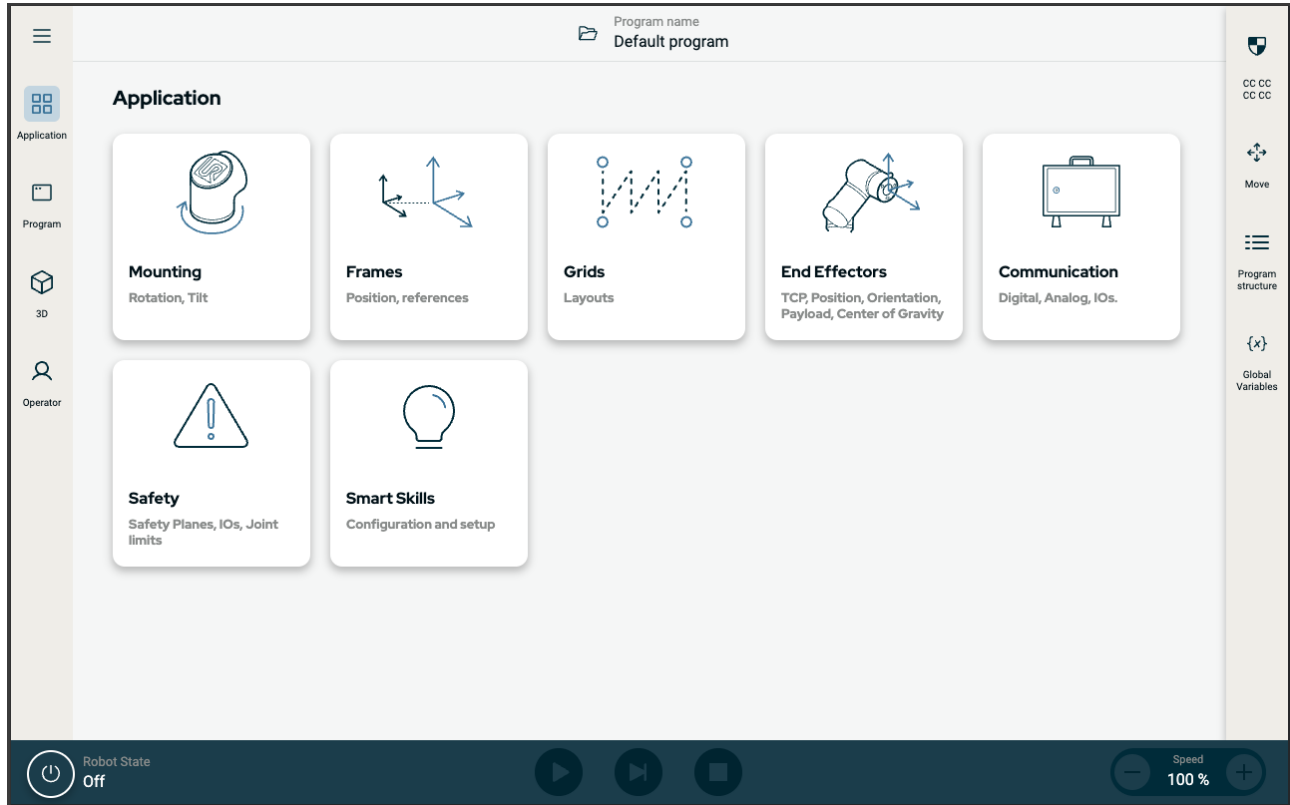 Program name
Default program
Application
Program
3D
Operator
Application
Mounting
Rotation, Tilt
Frames
Position, references
Grids
Layouts
End Effectors
TCP, Position, Orientation,
Payload, Center of Gravity
Communication
Digital, Analog, IOs.
Safety
Safety Planes, IOs, Joint
limits
Smart Skills
Configuration and setup
CC CC
CC CC
Move
Program
structure
{x}
Global
Variables
Robot State
Off
Speed
100 %